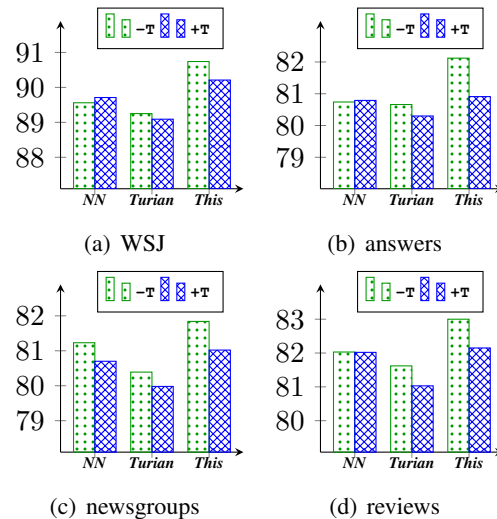 −T +T
91
90
89
88
NN Turian This
(a) WSJ
−T +T
82
81
80
79
NN Turian This
(b) answers
−T +T
82
81
80
79
NN Turian This
(c) newsgroups
−T +T
83
82
81
80
NN Turian This
(d) reviews